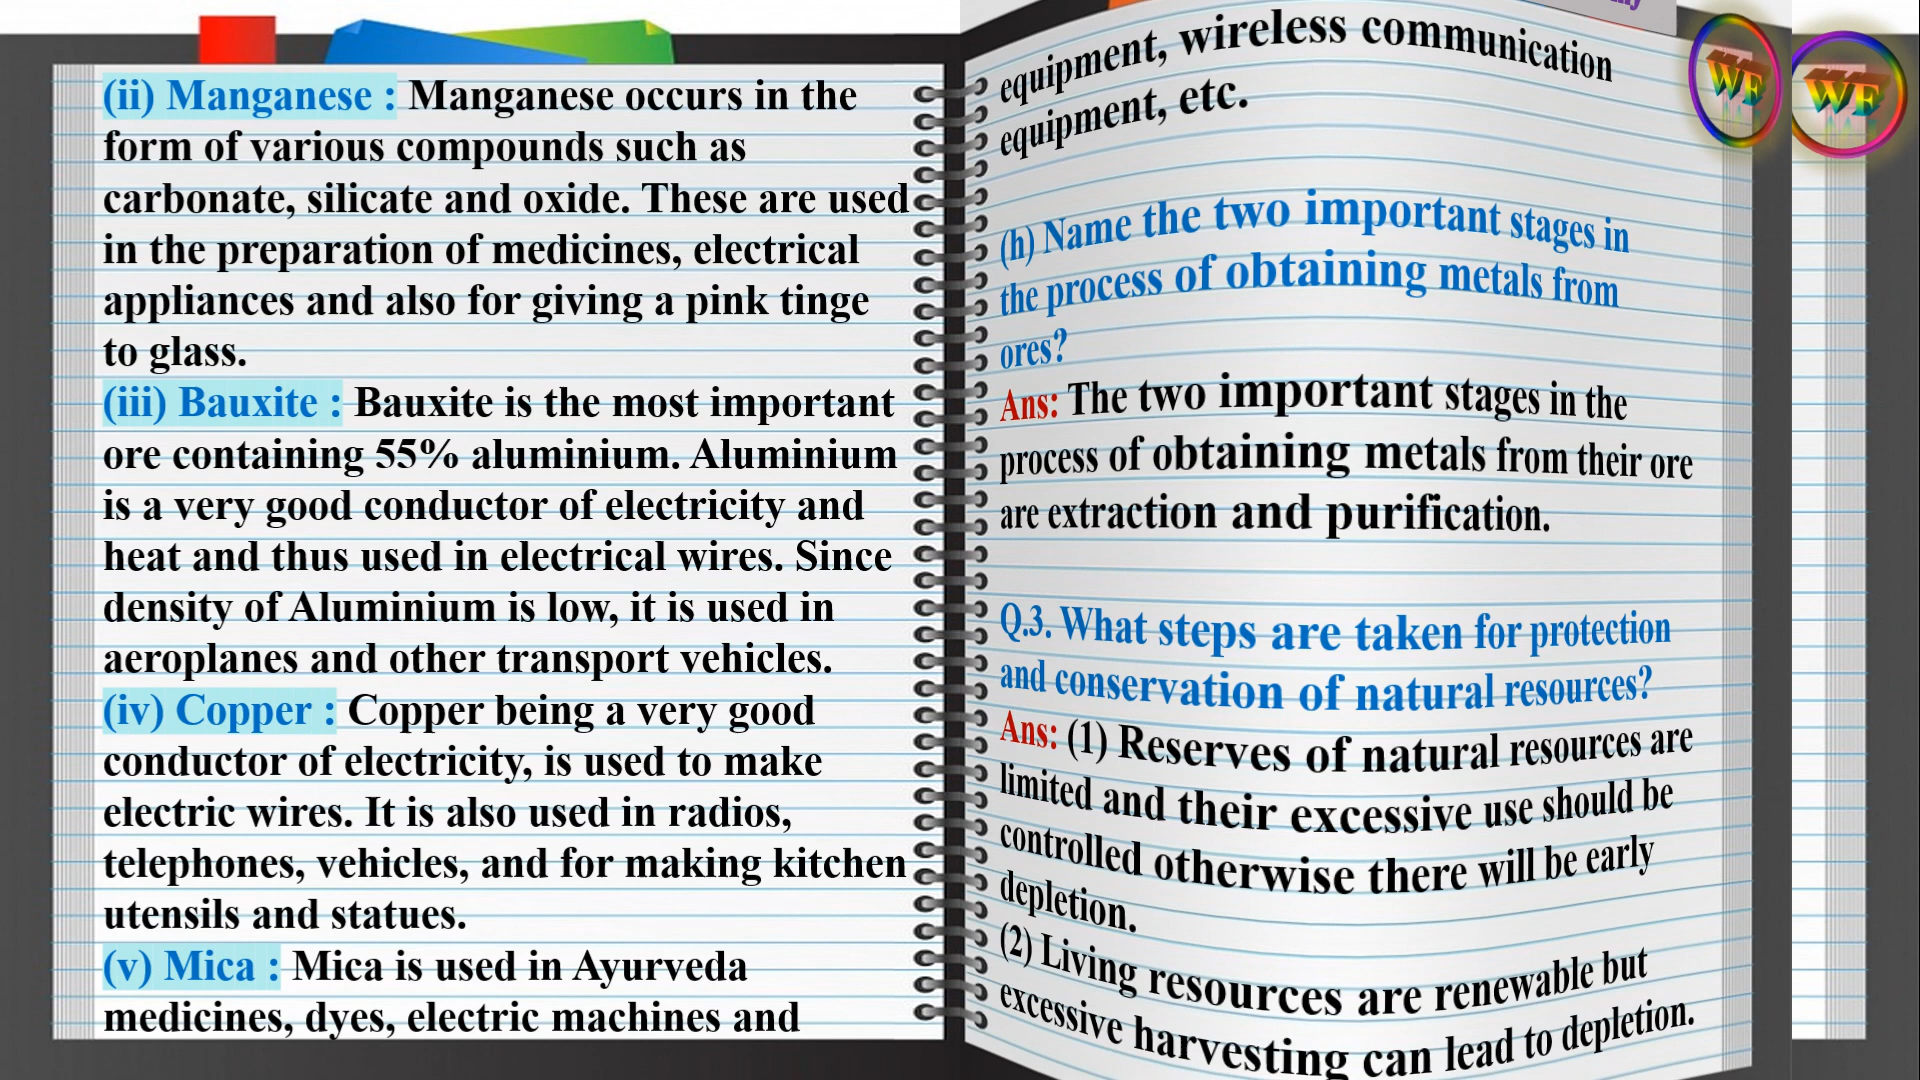 (ii) Manganese : Manganese occurs in the
form of various compounds such as
carbonate, silicate and oxide. These are used
in the preparation of medicines, electrical
appliances and also for giving a pink tinge
to glass.
(iii) Bauxite : Bauxite is the most important
ore containing 55% aluminium. Aluminium
is a very good conductor of electricity and
heat and thus used in electrical wires. Since
density of Aluminium is low, it is used in
aeroplanes and other transport vehicles.
(iv) Copper : Copper being a very good
conductor of electricity, is used to make
electric wires. It is also used in radios,
telephones, vehicles, and for making kitchen
utensils and statues.
(v) Mica : Mica is used in Ayurveda
medicines, dyes, electric machines and
equipment, wireless communication
equipment, etc.
(h) Name the two important stages in
the process of obtaining metals from
ores?
Ans: The two important stages in the
process of obtaining metals from their ore
are extraction and purification.
Q.3. What steps are taken for protection
and conservation of natural resources?
Ans: (1) Reserves of natural resources are
limited and their excessive use should be
controlled otherwise there will be early
depletion.
(2) Living resources are renewable but
excessive harvesting can lead to depletion.
WE
WE